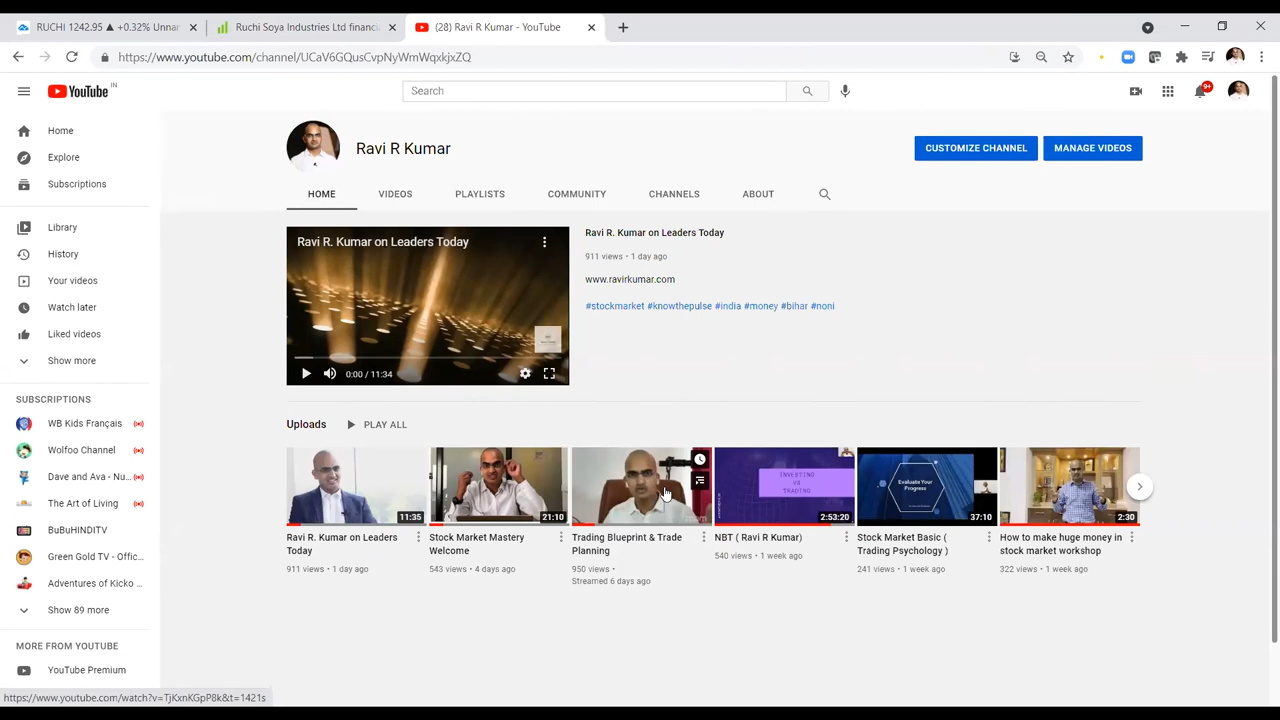 RUCHI 1242.95 ▲ +0.32% Unnar
Ruchi Soya Industries Ltd financi
(28) Ravi R Kumar - YouTube
https://www.youtube.com/channel/UCaV6GQusCvpNyWmWqxkjxZQ
YouTube IN
Search
9+
Home
Explore
Subscriptions
Library
History
Your videos
Watch later
Liked videos
Show more
SUBSCRIPTIONS
WB Kids Français
Wolfoo Channel
Dave and Ava - Nu...
The Art of Living
BuBuHINDITV
Green Gold TV - Offic...
Adventures of Kicko ...
Show 89 more
MORE FROM YOUTUBE
YouTube Premium
Ravi R Kumar
CUSTOMIZE CHANNEL
MANAGE VIDEOS
HOME
VIDEOS
PLAYLISTS
COMMUNITY
CHANNELS
ABOUT
Ravi R. Kumar on Leaders Today
0:00 / 11:34
Ravi R. Kumar on Leaders Today
911 views • 1 day ago
www.ravirkumar.com
#stockmarket #knowthepulse #india #money #bihar #noni
Uploads
PLAY ALL
11:35
Ravi R. Kumar on Leaders
Today
911 views • 1 day ago
21:10
Stock Market Mastery
Welcome
543 views • 4 days ago
Trading Blueprint & Trade
Planning
950 views •
Streamed 6 days ago
INVESTING
VS
TRADING
2:53:20
NBT ( Ravi R Kumar)
540 views • 1 week ago
Evaluate Your
Progress
37:10
Stock Market Basic (
Trading Psychology )
241 views • 1 week ago
2:30
How to make huge money in
stock market workshop
322 views • 1 week ago
https://www.youtube.com/watch?v=TjKxnKGpP8k&t=1421s